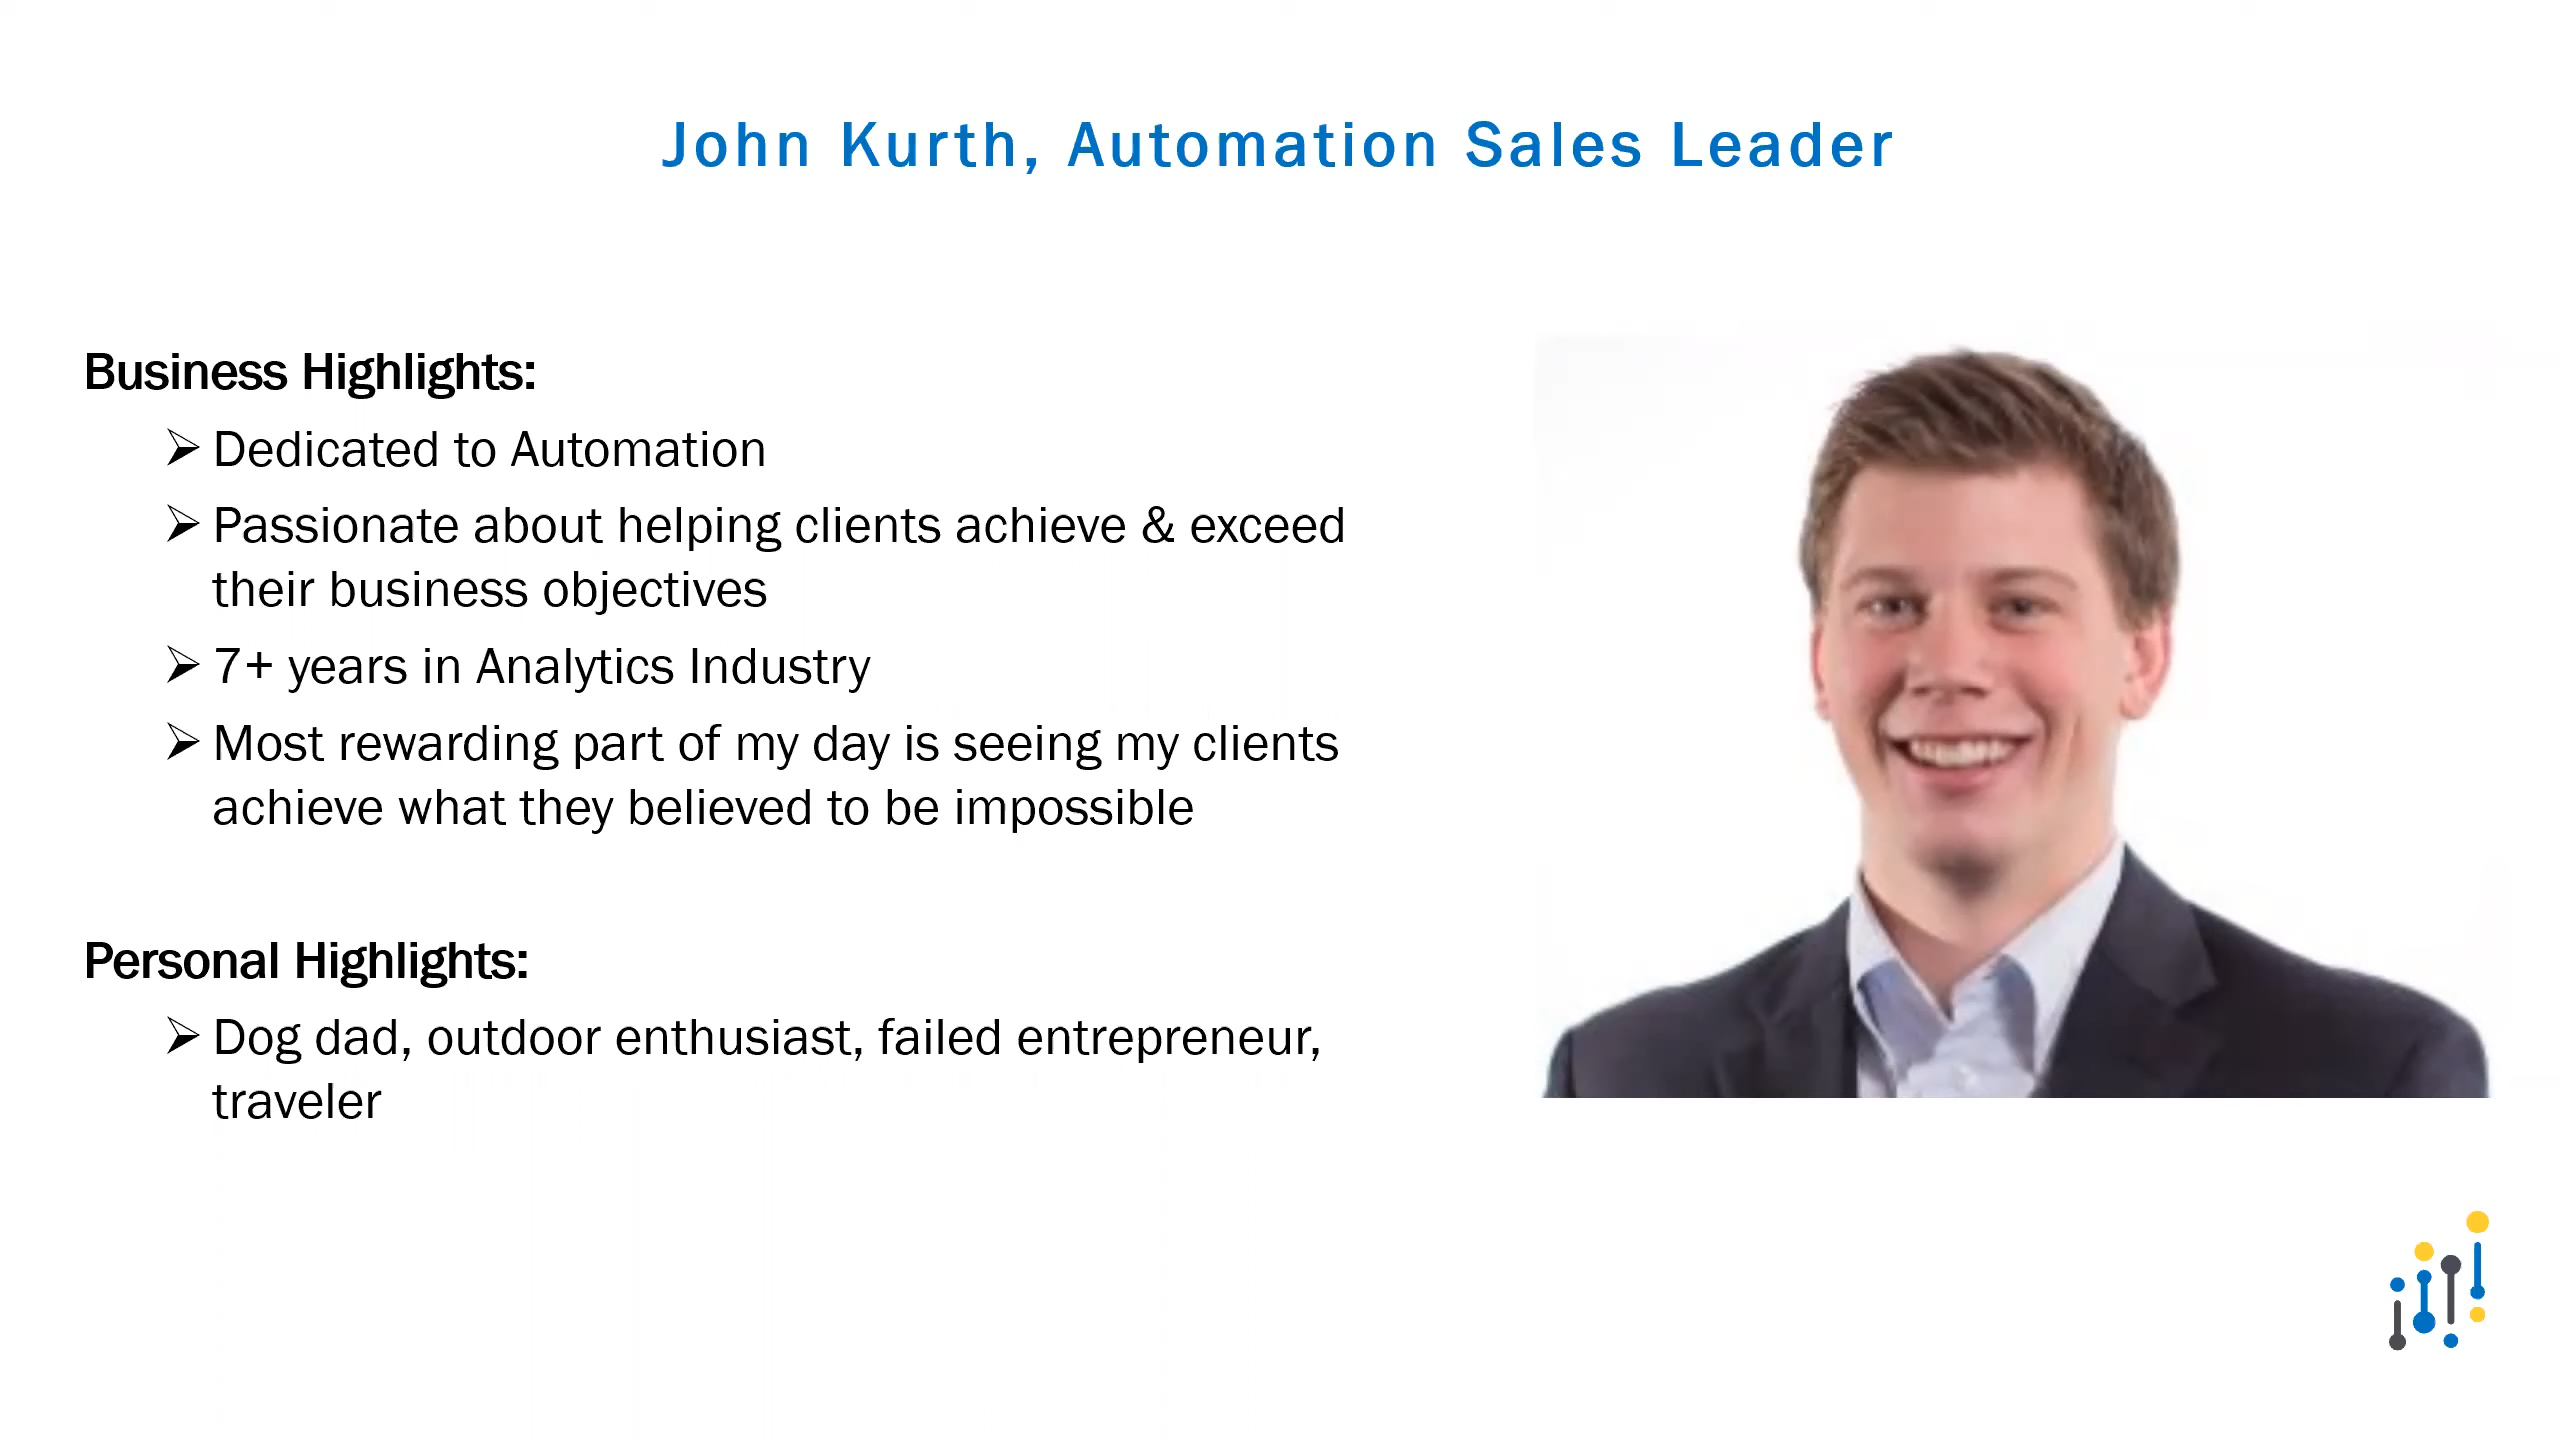 John Kurth, Automation Sales Leader
Business Highlights:
➢ Dedicated to Automation
➢ Passionate about helping clients achieve & exceed
their business objectives
➢ 7+ years in Analytics Industry
➢ Most rewarding part of my day is seeing my clients
achieve what they believed to be impossible
Personal Highlights:
➢ Dog dad, outdoor enthusiast, failed entrepreneur,
traveler